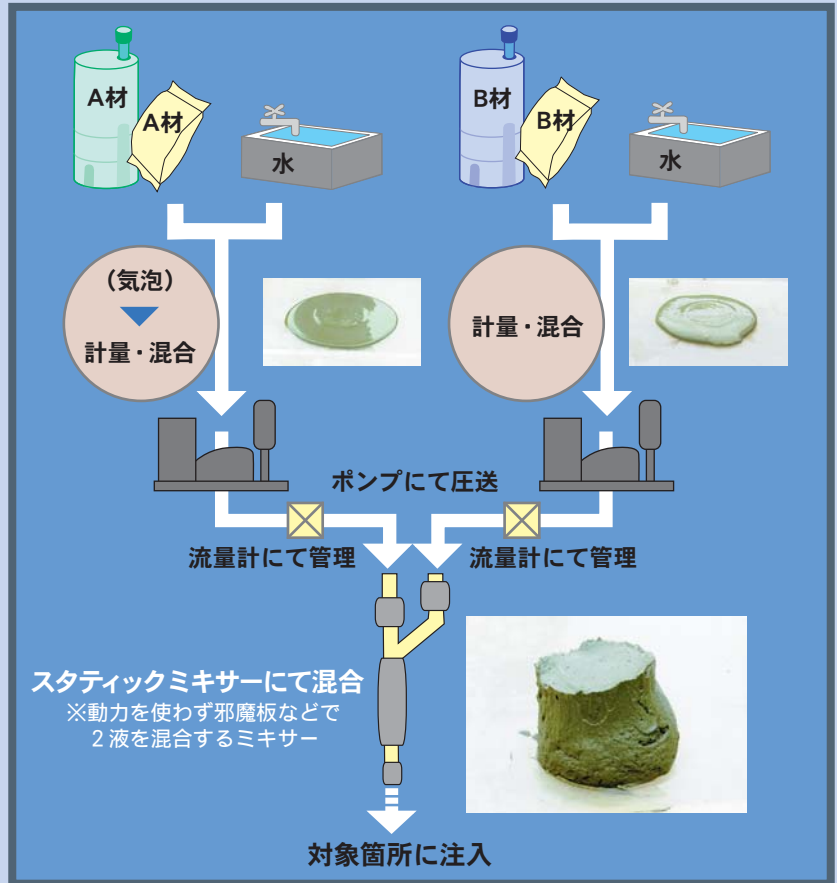 A材
A材
水
B材
B材
水
(気泡)
計量・混合
計量・混合
ポンプにて圧送
流量計にて管理
流量計にて管理
スタティックミキサーにて混合
※動力を使わず邪魔板などで
2液を混合するミキサー
対象箇所に注入